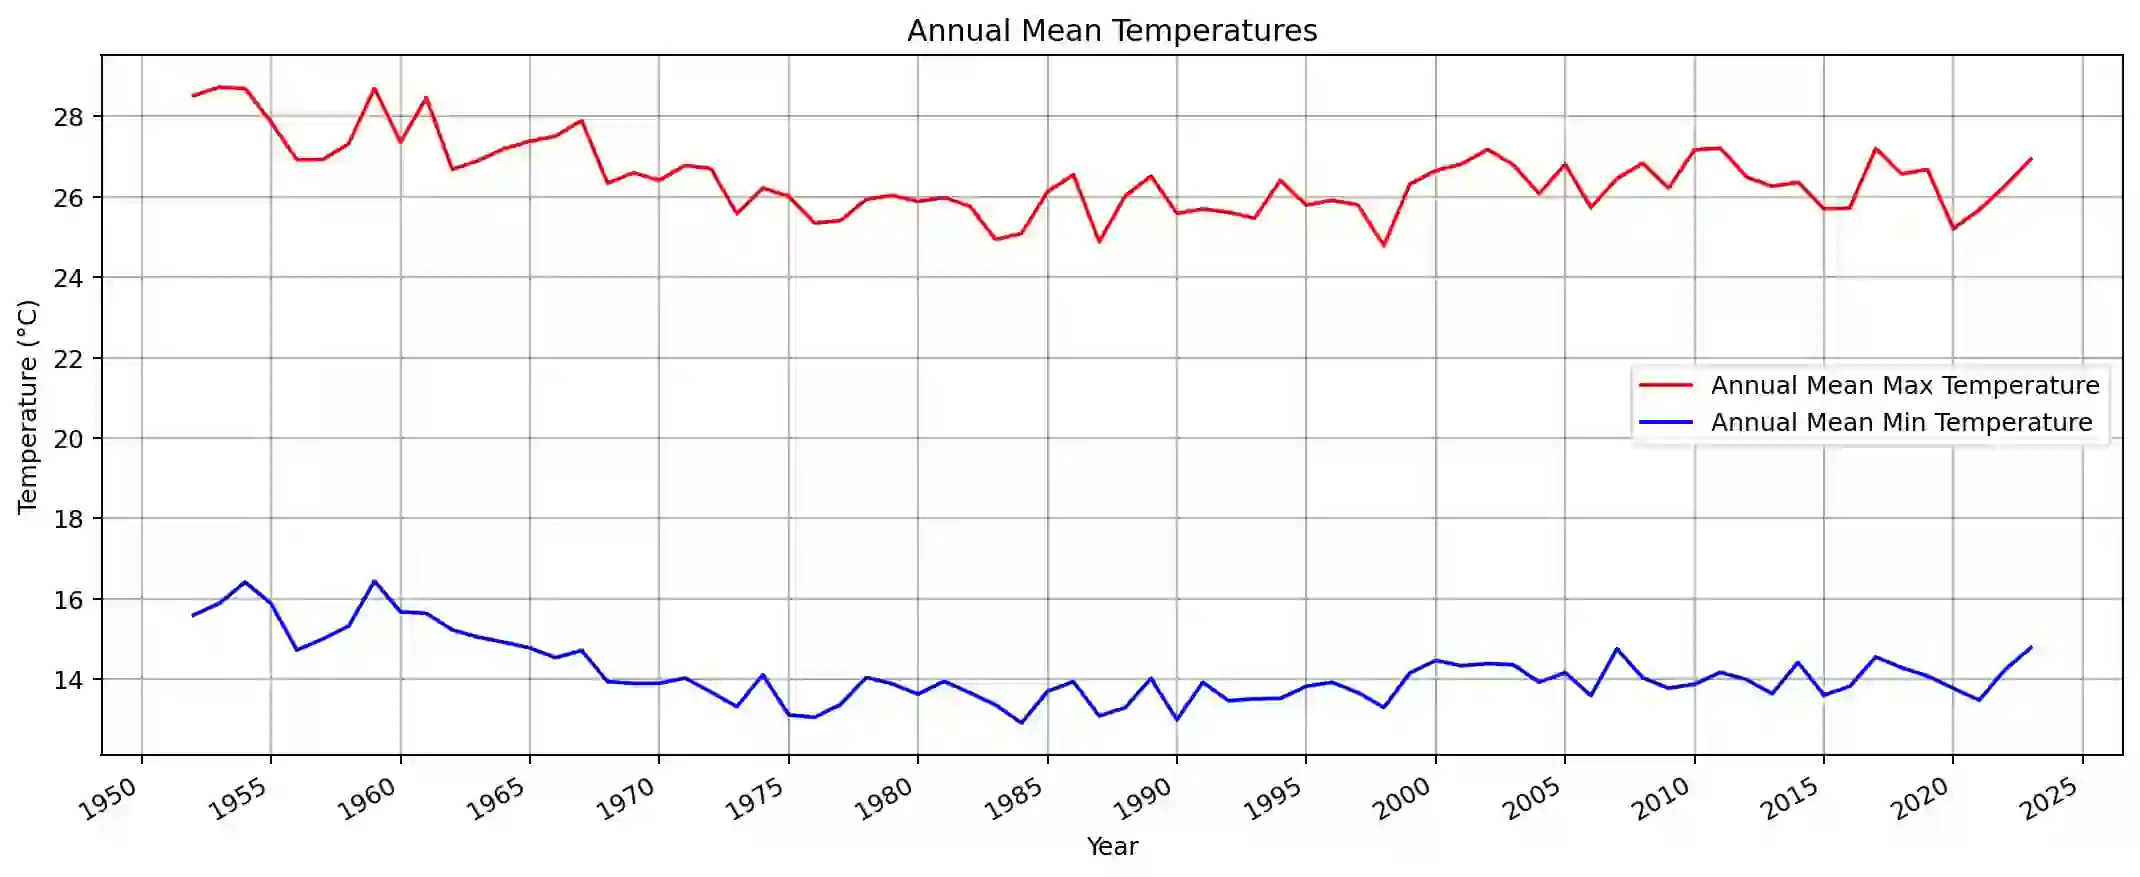 Annual Mean Temperatures
Temperature (°C)
28
26
24
22
20
18
16
14
Annual Mean Max Temperature
Annual Mean Min Temperature
1950 1955 1960 1965 1970 1975 1980 1985 1990 1995 2000 2005 2010 2015 2020 2025
Year